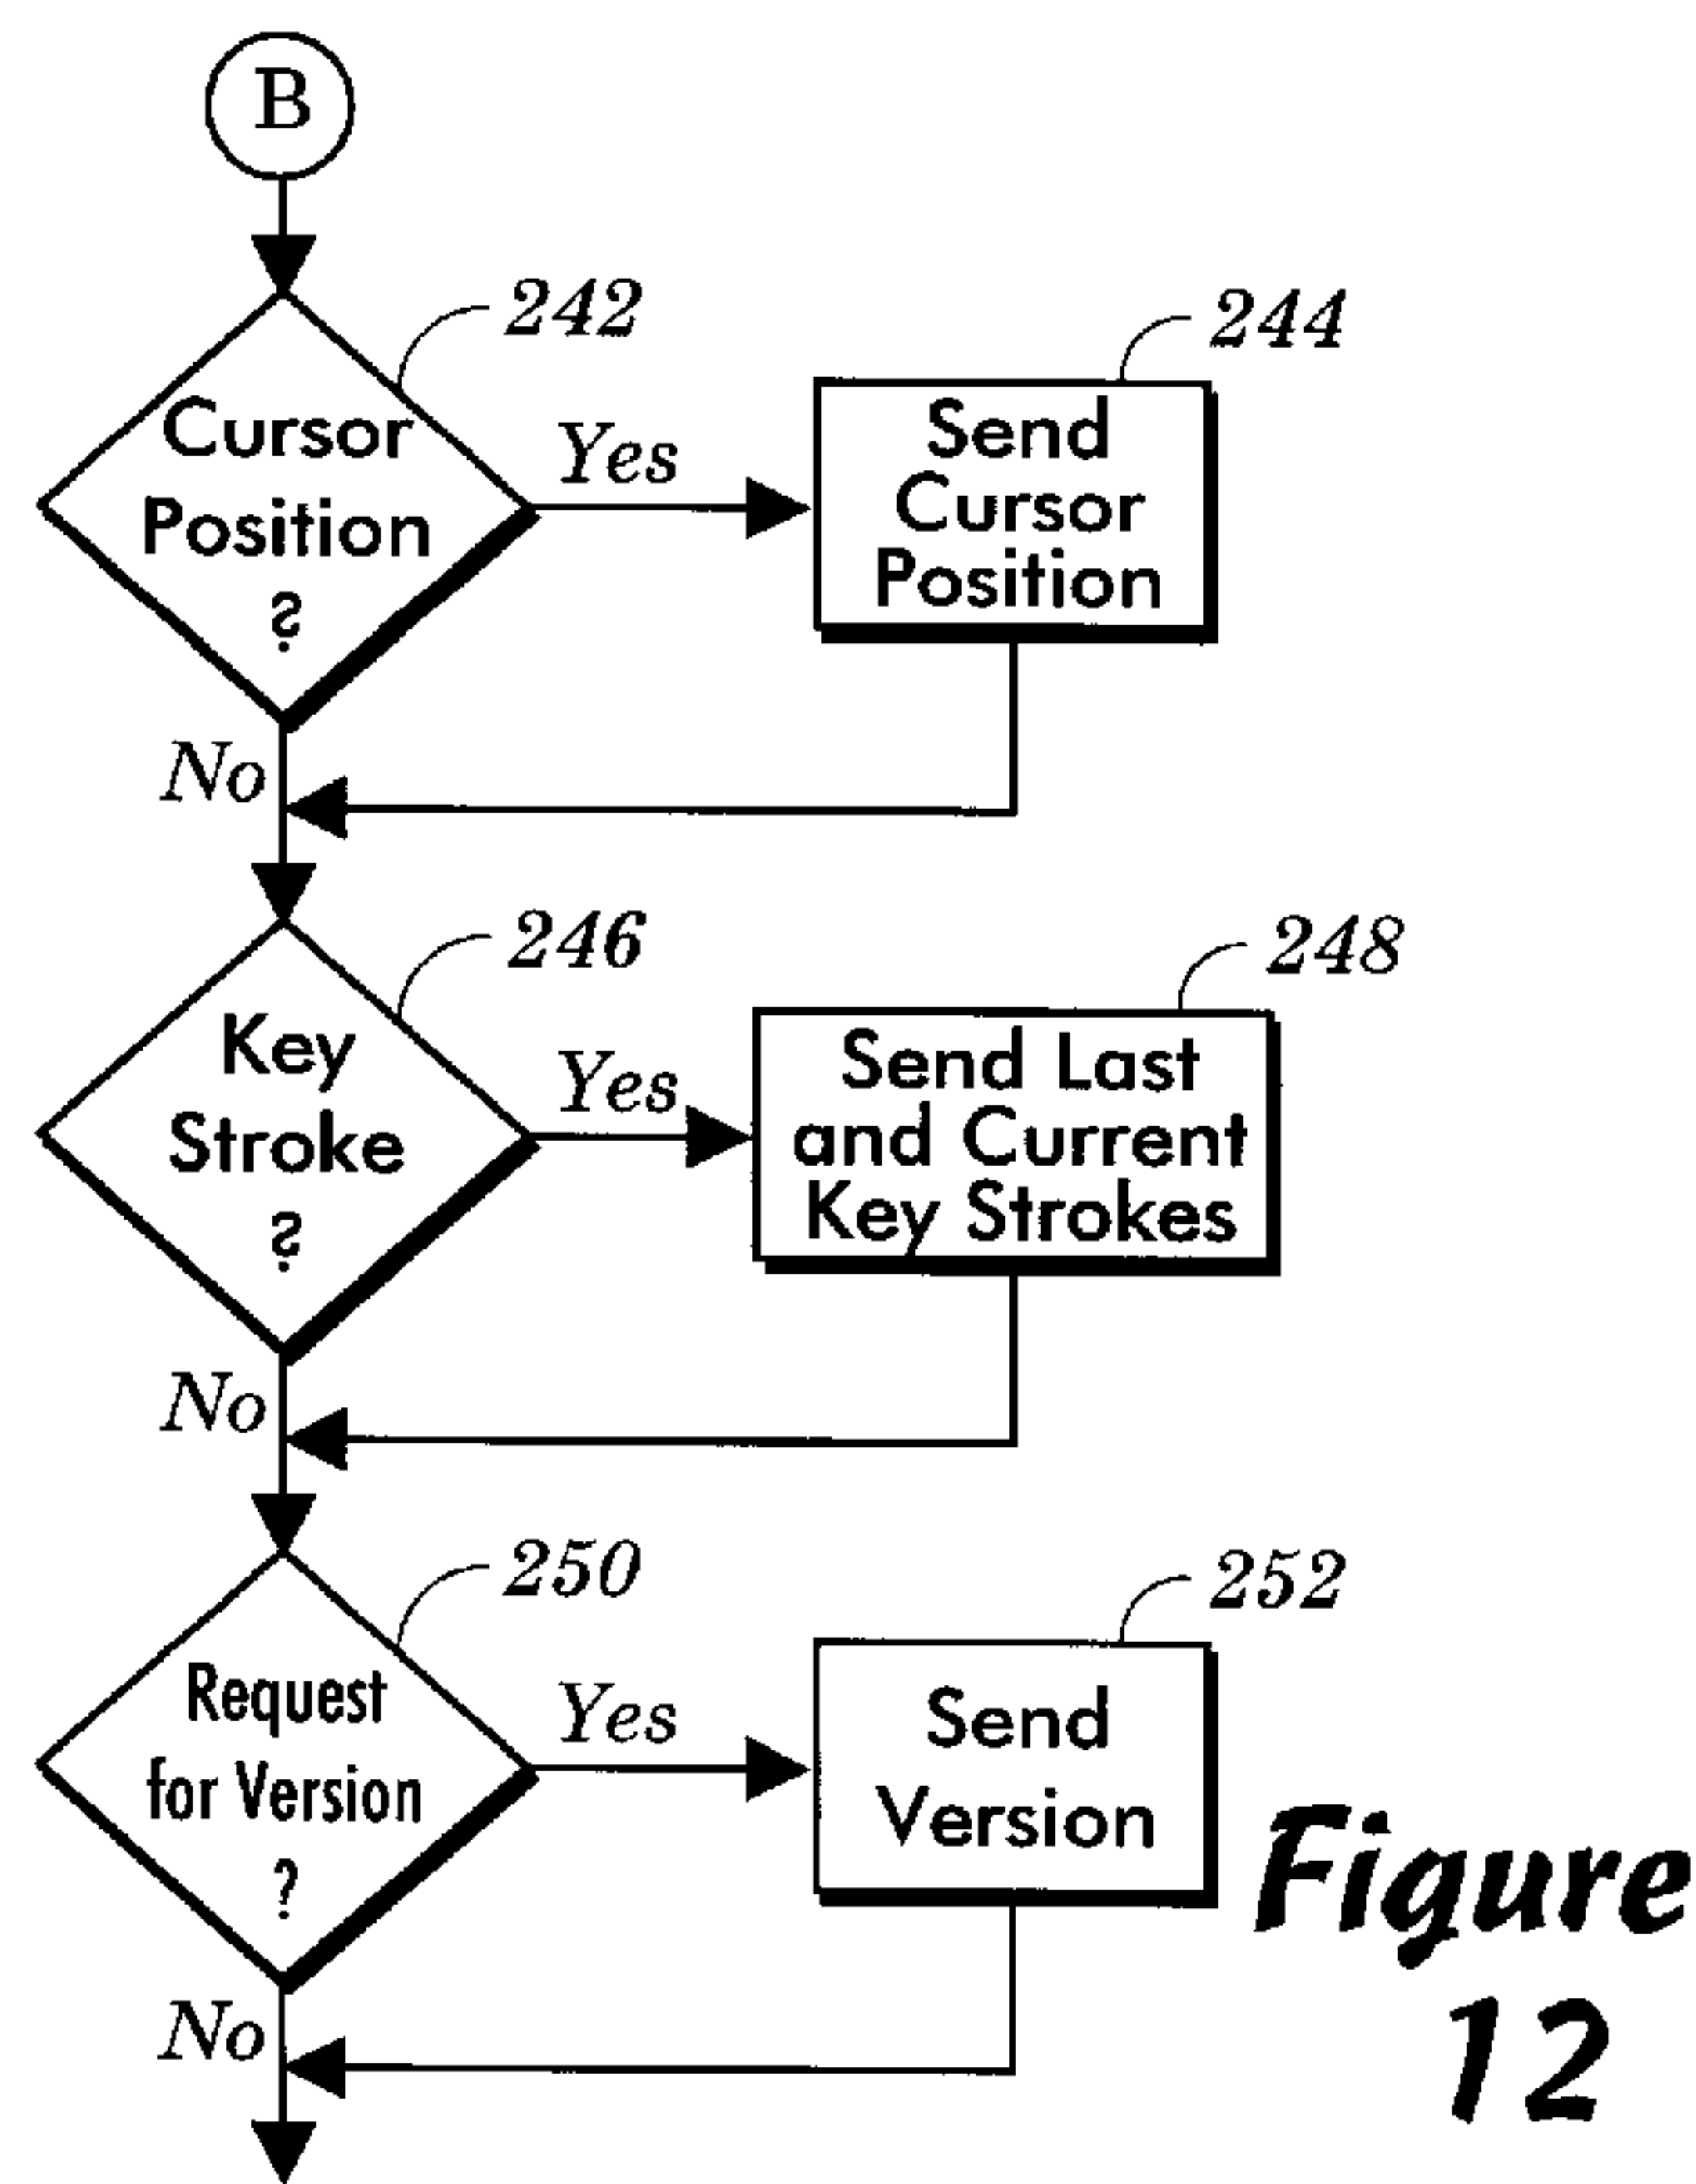 B
242
Cursor
Position
?
Yes
244
Send
Cursor
Position
No
246
Key
Stroke
?
Yes
248
Send Last
and Current
Key Strokes
No
250
Request
for Version
?
Yes
252
Send
Version
No
Figure
12